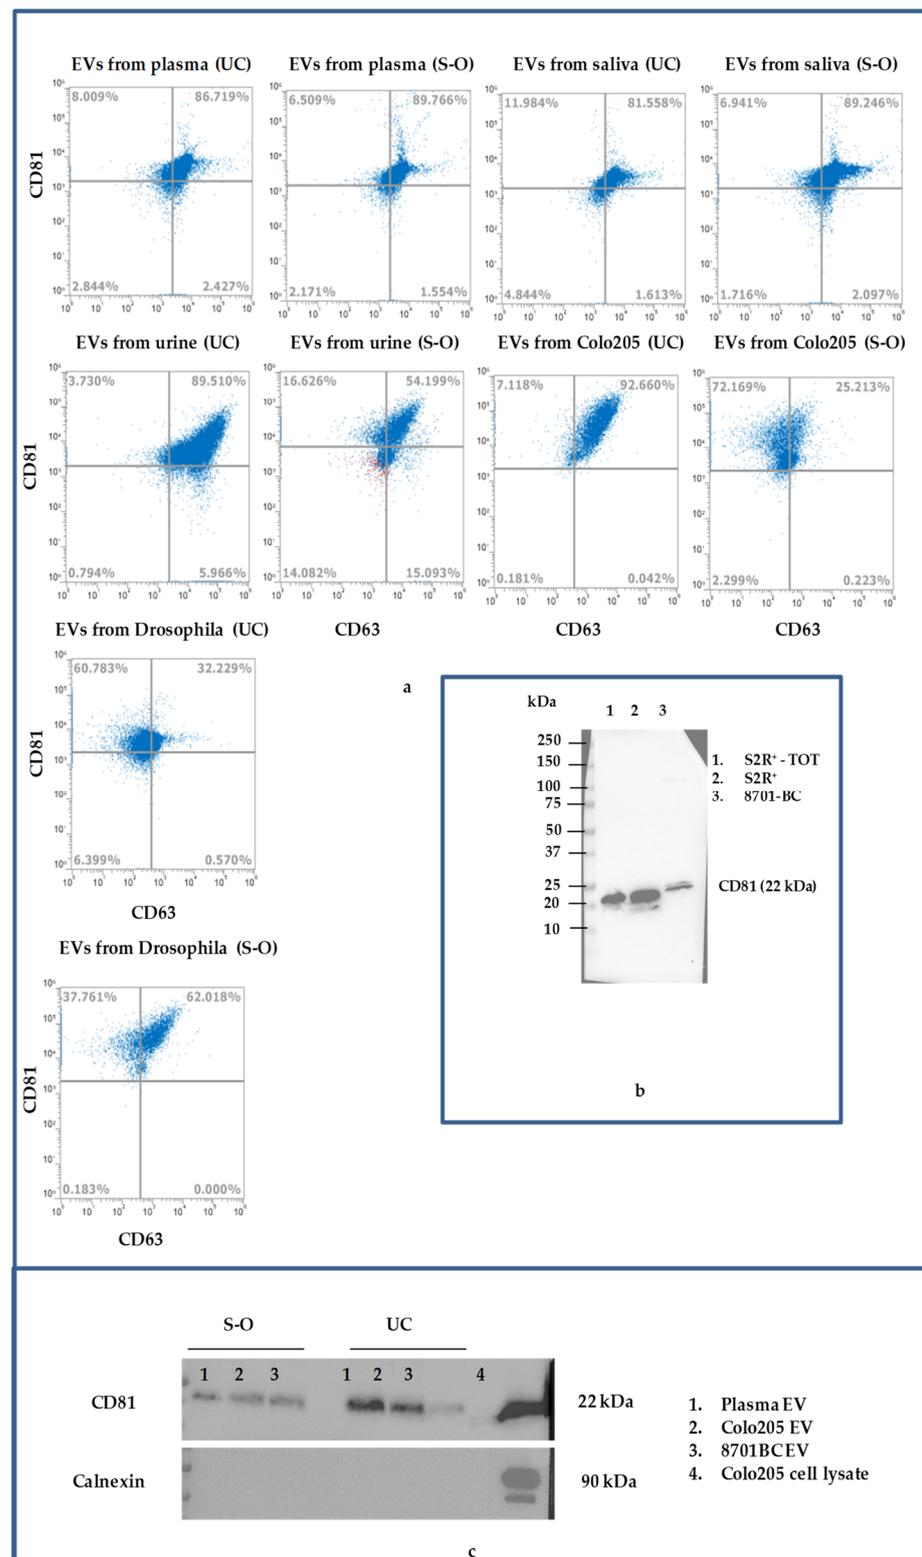 EVs from plasma (UC)
EVs from plasma (S-O)
EVs from saliva (UC)
EVs from saliva (S-O)
8.009% 86.719%
6.509% 89.766%
11.984% 81.558%
6.941% 89.246%
CD81
2.844% 2.427%
2.171% 1.554%
4.844% 1.613%
1.716% 2.097%
EVs from urine (UC)
EVs from urine (S-O)
EVs from Colo205 (UC)
EVs from Colo205 (S-O)
3.730% 89.510%
16.626% 54.199%
7.118% 92.660%
72.169% 25.213%
CD81
0.794% 5.966%
14.082% 15.093%
0.181% 0.042%
2.299% 0.223%
CD63
CD63
CD63
EVs from Drosophila (UC)
60.783% 32.229%
CD81
6.399% 0.570%
CD63
a
EVs from Drosophila (S-O)
37.761% 62.018%
CD81
0.183% 0.000%
CD63
kDa
1 2 3
250
150
100
75
50
37
25
20
10
1. S2R+ - TOT
2. S2R+
3. 8701-BC
CD81 (22 kDa)
b
S-O UC
1 2 3 1 2 3 4
CD81 22 kDa
Calnexin 90 kDa
1. Plasma EV
2. Colo205 EV
3. 8701BC EV
4. Colo205 cell lysate
c